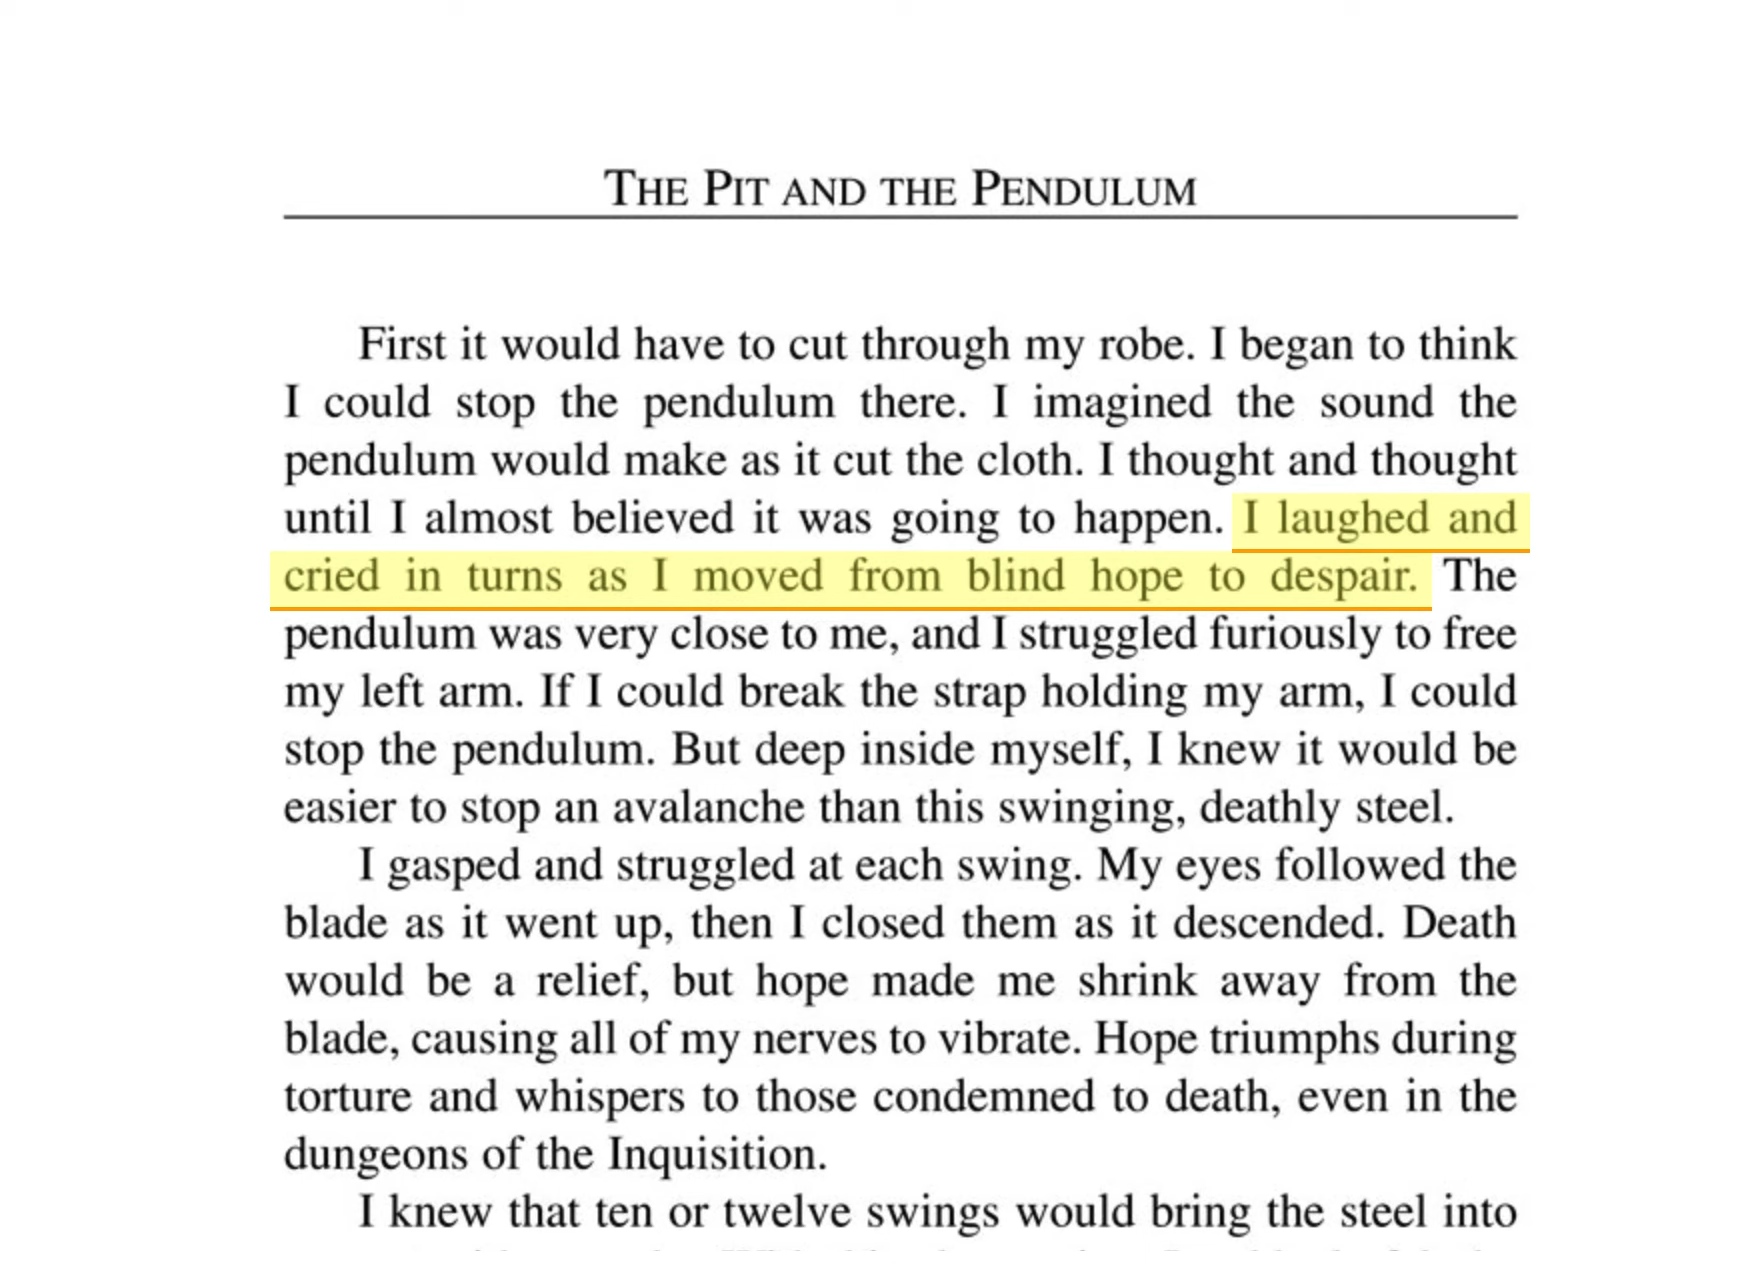 THE PIT AND THE PENDULUM
First it would have to cut through my robe. I began to think
I could stop the pendulum there. I imagined the sound the
pendulum would make as it cut the cloth. I thought and thought
until I almost believed it was going to happen. I laughed and
cried in turns as I moved from blind hope to despair. The
pendulum was very close to me, and I struggled furiously to free
my left arm. If I could break the strap holding my arm, I could
stop the pendulum. But deep inside myself, I knew it would be
easier to stop an avalanche than this swinging, deathly steel.
I gasped and struggled at each swing. My eyes followed the
blade as it went up, then I closed them as it descended. Death
would be a relief, but hope made me shrink away from the
blade, causing all of my nerves to vibrate. Hope triumphs during
torture and whispers to those condemned to death, even in the
dungeons of the Inquisition.
I knew that ten or twelve swings would bring the steel into